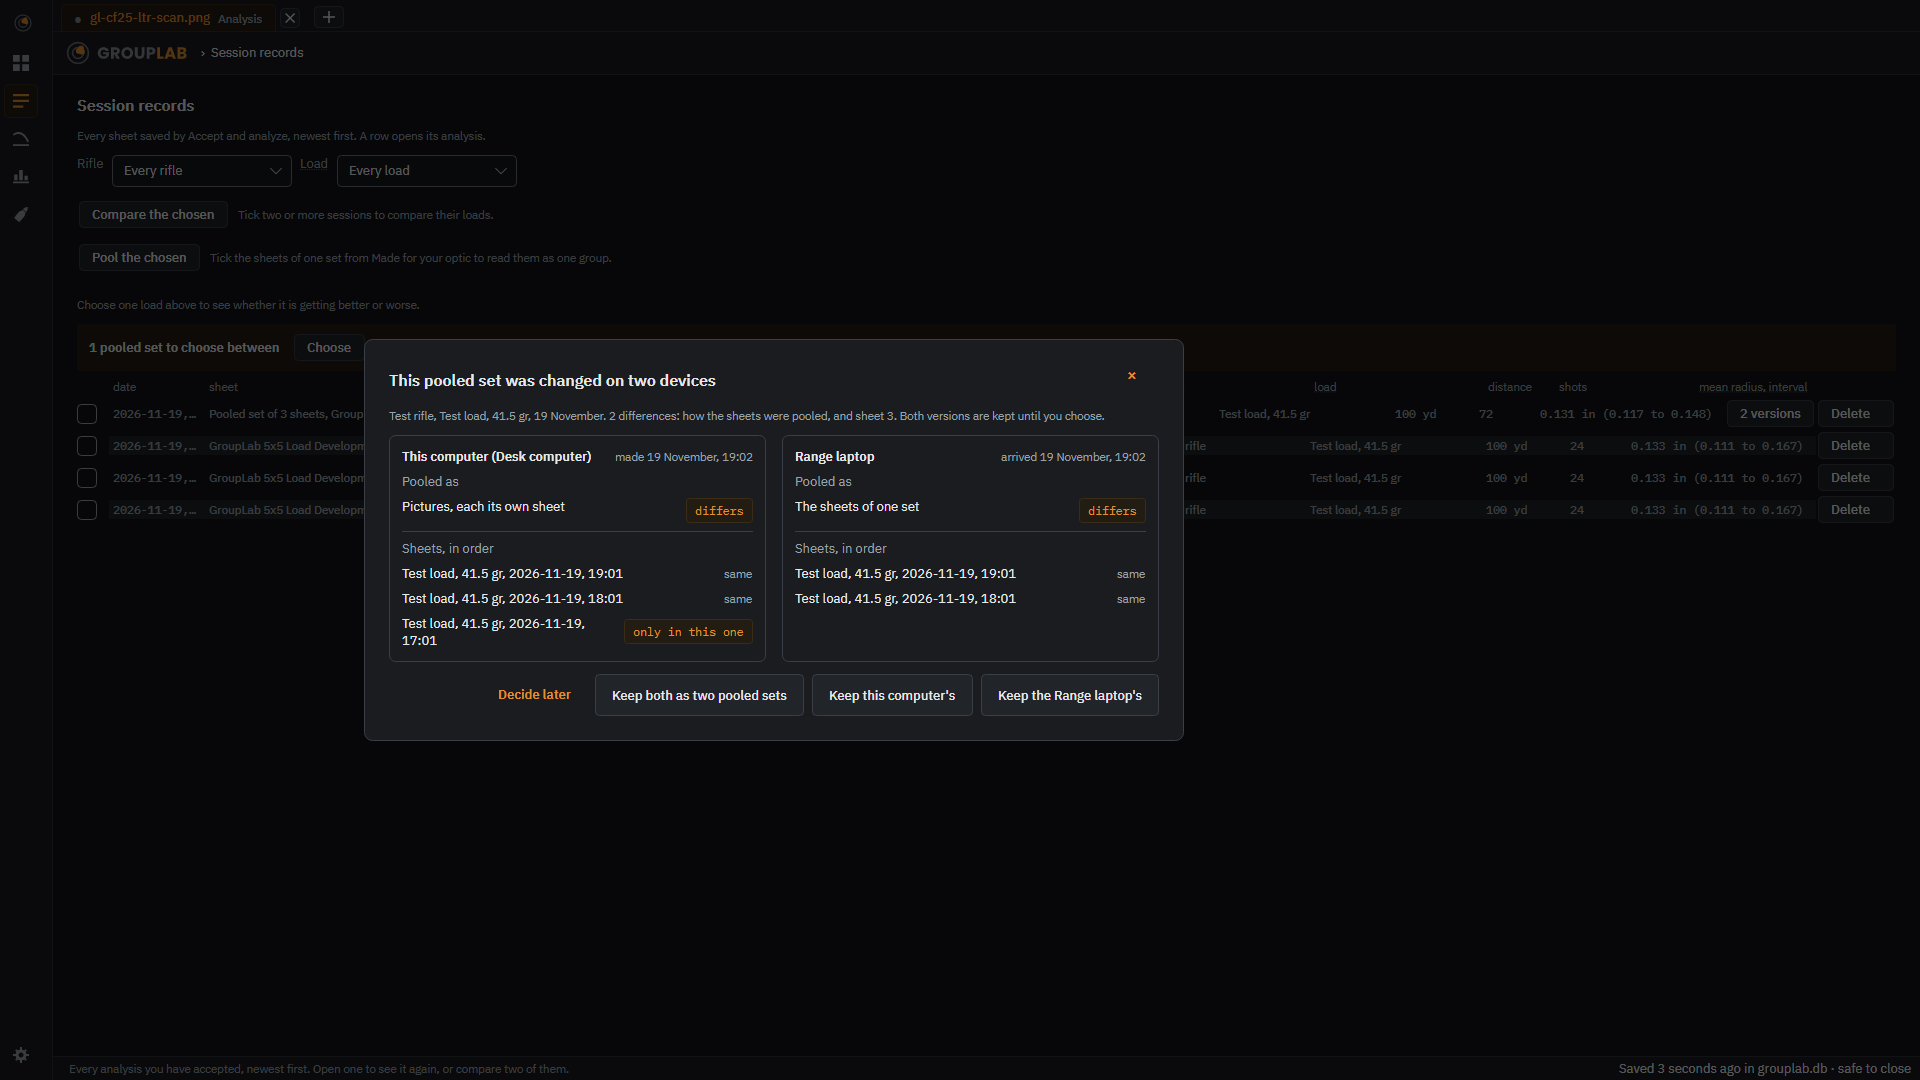 gl-cf25-ltr-scan.png Analysis
GROUPLAB › Session records
Session records
Every sheet saved by Accept and analyze, newest first. A row opens its analysis.
Rifle Every rifle Load Every load
Compare the chosen Tick two or more sessions to compare their loads.
Pool the chosen Tick the sheets of one set from Made for your optic to read them as one group.
Choose one load above to see whether it is getting better or worse.
1 pooled set to choose between Choose
date sheet load distance shots mean radius, interval
2026-11-19,… Pooled set of 3 sheets, Group Test load, 41.5 gr 100 yd 72 0.131 in (0.117 to 0.148) 2 versions Delete
2026-11-19,… GroupLab 5x5 Load Developm rifle Test load, 41.5 gr 100 yd 24 0.133 in (0.111 to 0.167) Delete
2026-11-19,… GroupLab 5x5 Load Developm rifle Test load, 41.5 gr 100 yd 24 0.133 in (0.111 to 0.167) Delete
2026-11-19,… GroupLab 5x5 Load Developm rifle Test load, 41.5 gr 100 yd 24 0.133 in (0.111 to 0.167) Delete
This pooled set was changed on two devices
Test rifle, Test load, 41.5 gr, 19 November. 2 differences: how the sheets were pooled, and sheet 3. Both versions are kept until you choose.
This computer (Desk computer) made 19 November, 19:02
Pooled as
Pictures, each its own sheet differs
Sheets, in order
Test load, 41.5 gr, 2026-11-19, 19:01 same
Test load, 41.5 gr, 2026-11-19, 18:01 same
Test load, 41.5 gr, 2026-11-19,
17:01 only in this one
Range laptop arrived 19 November, 19:02
Pooled as
The sheets of one set differs
Sheets, in order
Test load, 41.5 gr, 2026-11-19, 19:01 same
Test load, 41.5 gr, 2026-11-19, 18:01 same
Decide later Keep both as two pooled sets Keep this computer's Keep the Range laptop's
Every analysis you have accepted, newest first. Open one to see it again, or compare two of them.
Saved 3 seconds ago in grouplab.db · safe to close